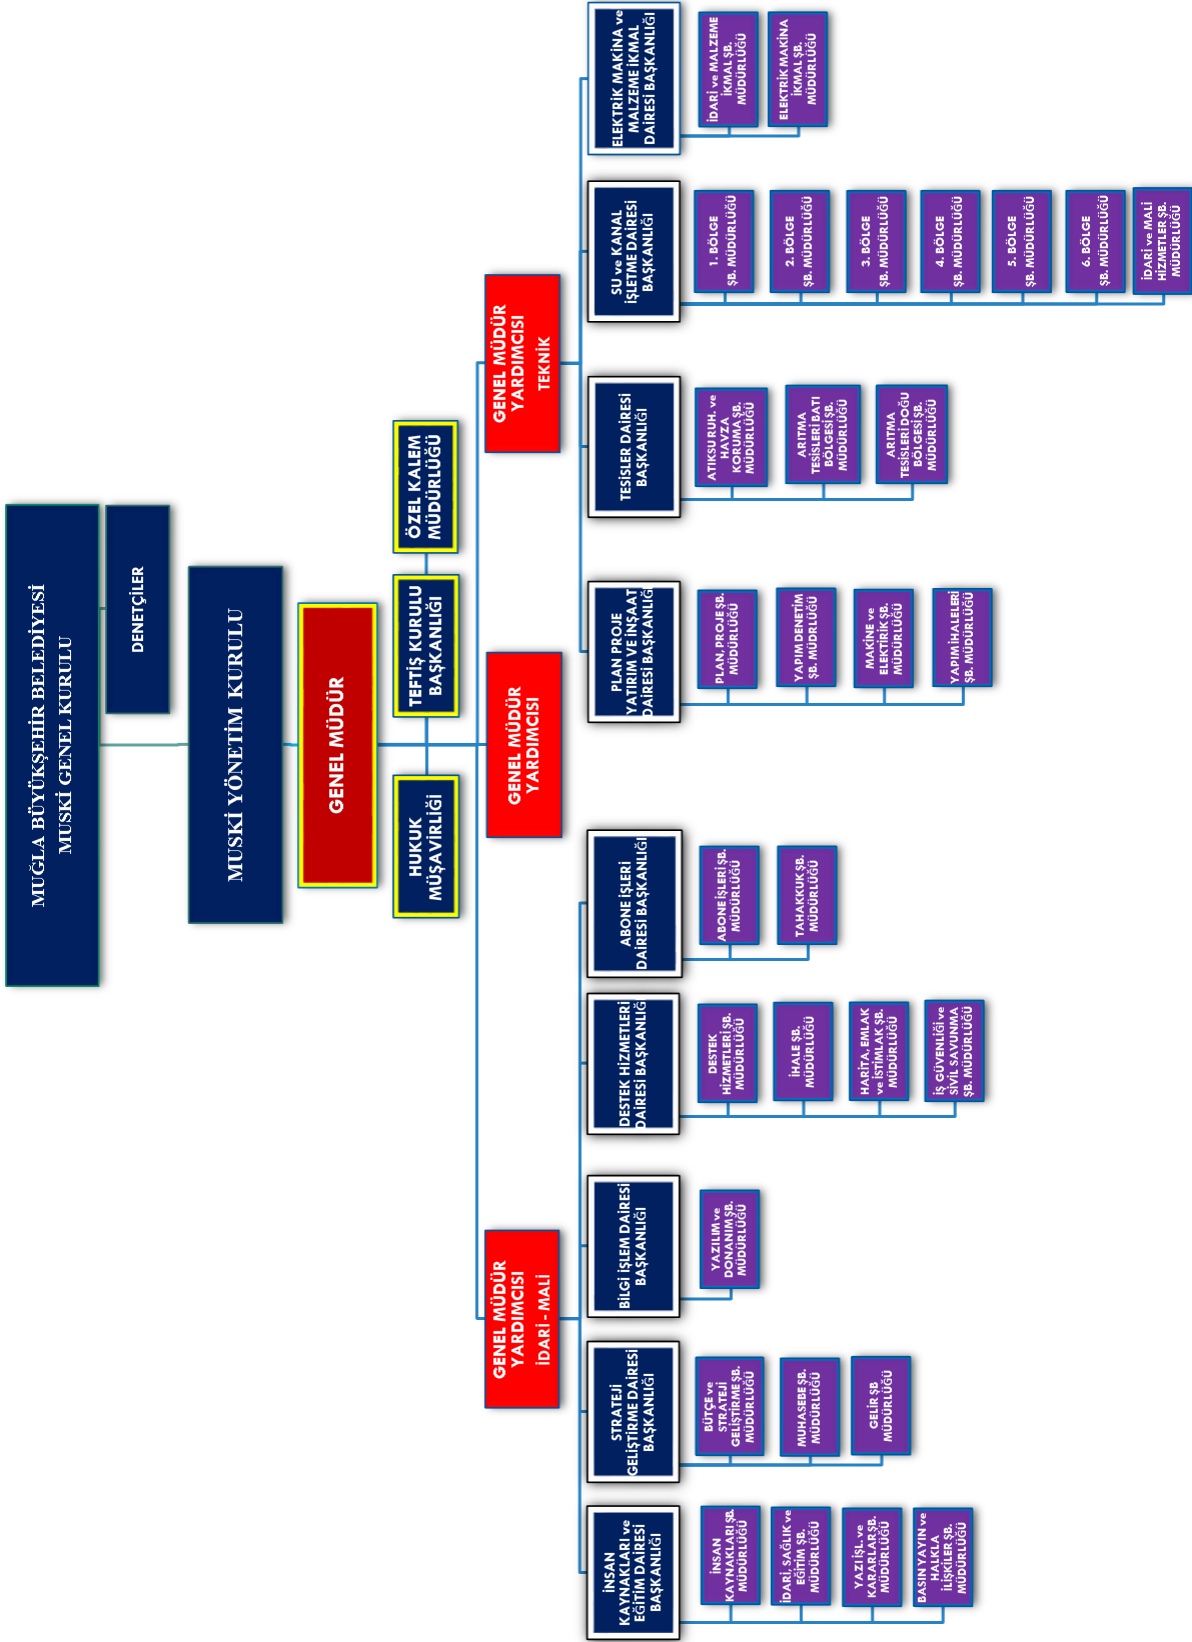 MUĞLA BÜYÜKŞEHİR BELEDİYESİ
MUSKİ GENEL KURULU
DENETÇİLER
MUSKİ YÖNETİM KURULU
GENEL MÜDÜR
HUKUK
MÜŞAVİRLİĞİ
TEFTİŞ KURULU
BAŞKANLIĞI
ÖZEL KALEM
MÜDÜRLÜĞÜ
GENEL MÜDÜR
YARDIMCISI
İDARİ - MALİ
GENEL MÜDÜR
YARDIMCISI
GENEL MÜDÜR
YARDIMCISI
TEKNİK
İNSAN
KAYNAKLARI ve
EĞİTİM DAİRESİ
BAŞKANLIĞI
İNSAN
KAYNAKLARI ŞB.
MÜDÜRLÜĞÜ
İDARİ, SAĞLIK ve
EĞİTİM ŞB.
MÜDÜRLÜĞÜ
YAZI İŞL. ve
KARARLAR ŞB.
MÜDÜRLÜĞÜ
BASIN YAYIN ve
HALKLA
İLİŞKİLER ŞB.
MÜDÜRLÜĞÜ
STRATEJİ
GELİŞTİRME DAİRESİ
BAŞKANLIĞI
BÜTÇE ve
STRATEJİ
GELİŞTİRME ŞB.
MÜDÜRLÜĞÜ
MUHASEBE ŞB.
MÜDÜRLÜĞÜ
GELİR ŞB
MÜDÜRLÜĞÜ
BİLGİ İŞLEM DAİRESİ
BAŞKANLIĞI
YAZILIM ve
DONANIM ŞB.
MÜDÜRLÜĞÜ
DESTEK HİZMETLERİ
DAİRESİ BAŞKANLIĞI
DESTEK
HİZMETLERİ ŞB.
MÜDÜRLÜĞÜ
İHALE ŞB.
MÜDÜRLÜĞÜ
HARİTA, EMLAK
ve İSTİMLAK ŞB.
MÜDÜRLÜĞÜ
İŞ GÜVENLİĞİ ve
SİVİL SAVUNMA
ŞB. MÜDÜRLÜĞÜ
ABONE İŞLERİ
DAİRESİ BAŞKANLIĞI
ABONE İŞLERİ ŞB.
MÜDÜRLÜĞÜ
TAHAKKUK ŞB.
MÜDÜRLÜĞÜ
PLAN PROJE
YATIRIM VE İNŞAAT
DAİRESİ BAŞKANLIĞI
PLAN, PROJE ŞB.
MÜDÜRLÜĞÜ
YAPIM DENETİM
ŞB. MÜDRLÜĞÜ
MAKİNE ve
ELEKTİRİK ŞB.
MÜDÜRLÜĞÜ
YAPIM İHALELERİ
ŞB. MÜDÜRLÜĞÜ
TESİSLER DAİRESİ
BAŞKANLIĞI
ATIKSU RUH. ve
HAVZA
KORUMA ŞB.
MÜDÜRLÜĞÜ
ARITMA
TESİSLERİ BATI
BÖLGESİ ŞB.
MÜDÜRLÜĞÜ
ARITMA
TESİSLERİ DOĞU
BÖLGESİ ŞB.
MÜDÜRLÜĞÜ
SU ve KANAL
İŞLETME DAİRESİ
BAŞKANLIĞI
1. BÖLGE
ŞB. MÜDÜRLÜĞÜ
2. BÖLGE
ŞB. MÜDÜRLÜĞÜ
3. BÖLGE
ŞB. MÜDÜRLÜĞÜ
4. BÖLGE
ŞB. MÜDÜRLÜĞÜ
5. BÖLGE
ŞB. MÜDÜRLÜĞÜ
6. BÖLGE
ŞB. MÜDÜRLÜĞÜ
İDARİ ve MALİ
HİZMETLER ŞB.
MÜDÜRLÜĞÜ
ELEKTRİK MAKİNA ve
MALZEME İKMAL
DAİRESİ BAŞKANLIĞI
İDARİ ve MALZEME
İKMAL ŞB.
MÜDÜRLÜĞÜ
ELEKTRİK MAKİNA
İKMAL ŞB.
MÜDÜRLÜĞÜ